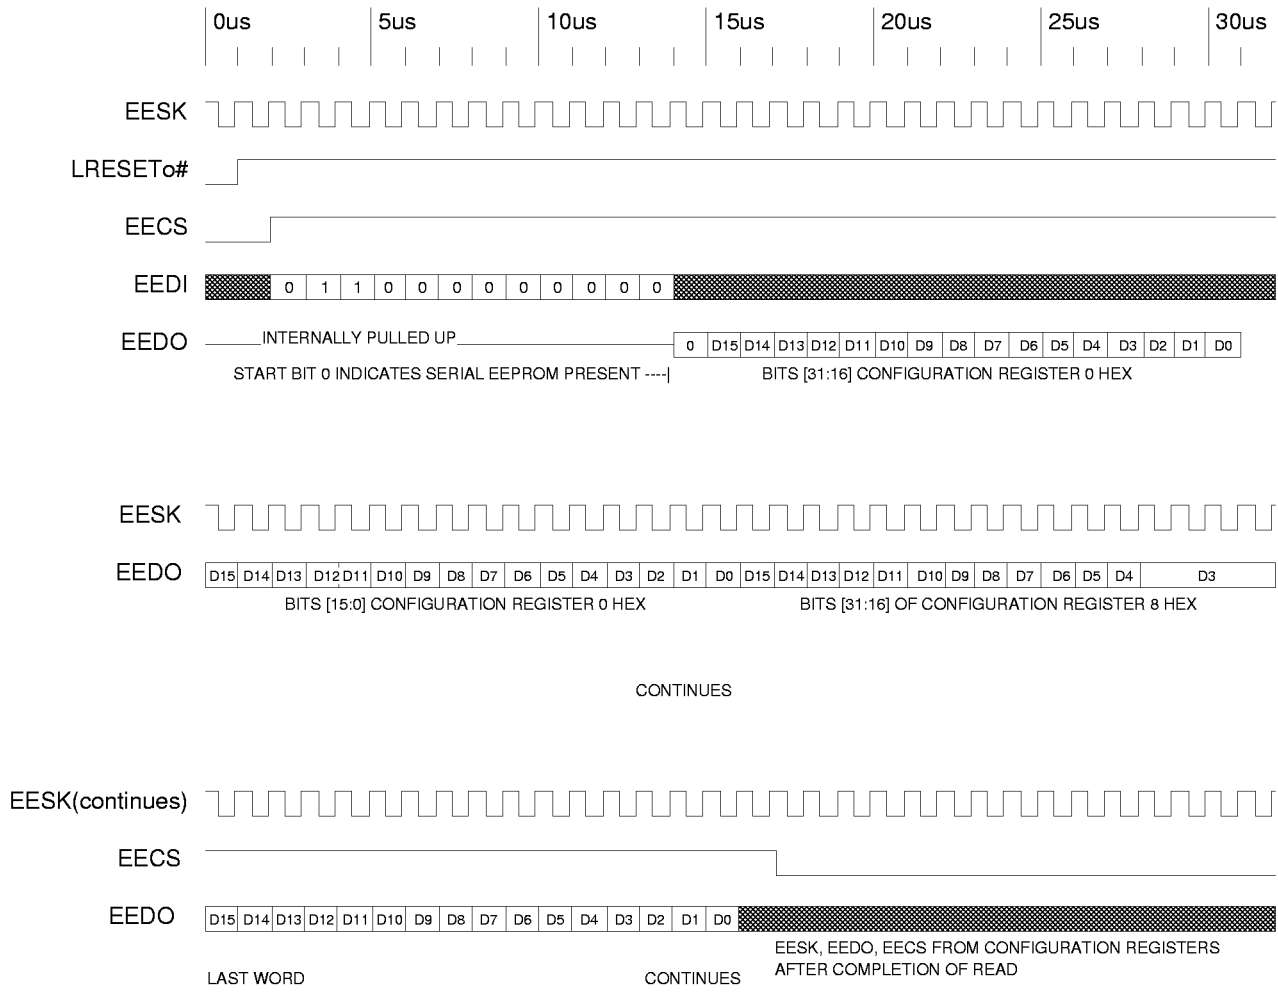 0us 5us 10us 15us 20us 25us 30us
EESK
LRESETo#
EECS
EEDI 0 1 1 0 0 0 0 0 0 0 0 0
EEDO INTERNALLY PULLED UP 0 D15 D14 D13 D12 D11 D10 D9 D8 D7 D6 D5 D4 D3 D2 D1 D0
START BIT 0 INDICATES SERIAL EEPROM PRESENT ----| BITS [31:16] CONFIGURATION REGISTER 0 HEX
EESK
EEDO D15 D14 D13 D12 D11 D10 D9 D8 D7 D6 D5 D4 D3 D2 D1 D0 D15 D14 D13 D12 D11 D10 D9 D8 D7 D6 D5 D4 D3
BITS [15:0] CONFIGURATION REGISTER 0 HEX BITS [31:16] OF CONFIGURATION REGISTER 8 HEX
CONTINUES
EESK(continues)
EECS
EEDO D15 D14 D13 D12 D11 D10 D9 D8 D7 D6 D5 D4 D3 D2 D1 D0
EESK, EEDO, EECS FROM CONFIGURATION REGISTERS
AFTER COMPLETION OF READ
LAST WORD CONTINUES